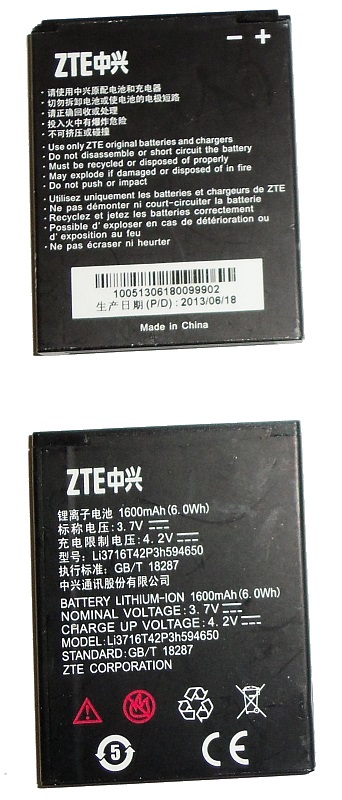 − +
ZTE中兴
·请使用中兴原配电池和充电器
·切勿拆卸电池或使电池的电极短路
·请正确回收或处理
·投入火中有爆炸危险
·不可挤压或碰撞
·Use only ZTE original batteries and chargers
·Do not disassemble or short circuit the battery
·Must be recycled or disposed of properly
·May explode if damaged or disposed of in fire
·Do not push or impact
·Utilisez uniquement les batteries et chargeurs de ZTE
·Ne pas démonter ni court-circuiter la batterie
·Recyclez et jetez les batteries correctement
·Possible d' exploser en cas de détérioration ou
d' exposition au feu
·Ne pas écraser ni heurter
10051306180099902
生产日期(P/D):2013/06/18
Made in China
ZTE中兴
锂离子电池 1600mAh(6.0Wh)
标称电压:3.7V
充电限制电压:4.2V
型号:Li3716T42P3h594650
执行标准:GB/T 18287
中兴通讯股份有限公司
BATTERY LITHIUM-ION 1600mAh(6.0Wh)
NOMINAL VOLTAGE:3.7V
CHARGE UP VOLTAGE:4.2V
MODEL:Li3716T42P3h594650
STANDARD:GB/T 18287
ZTE CORPORATION
5 CE